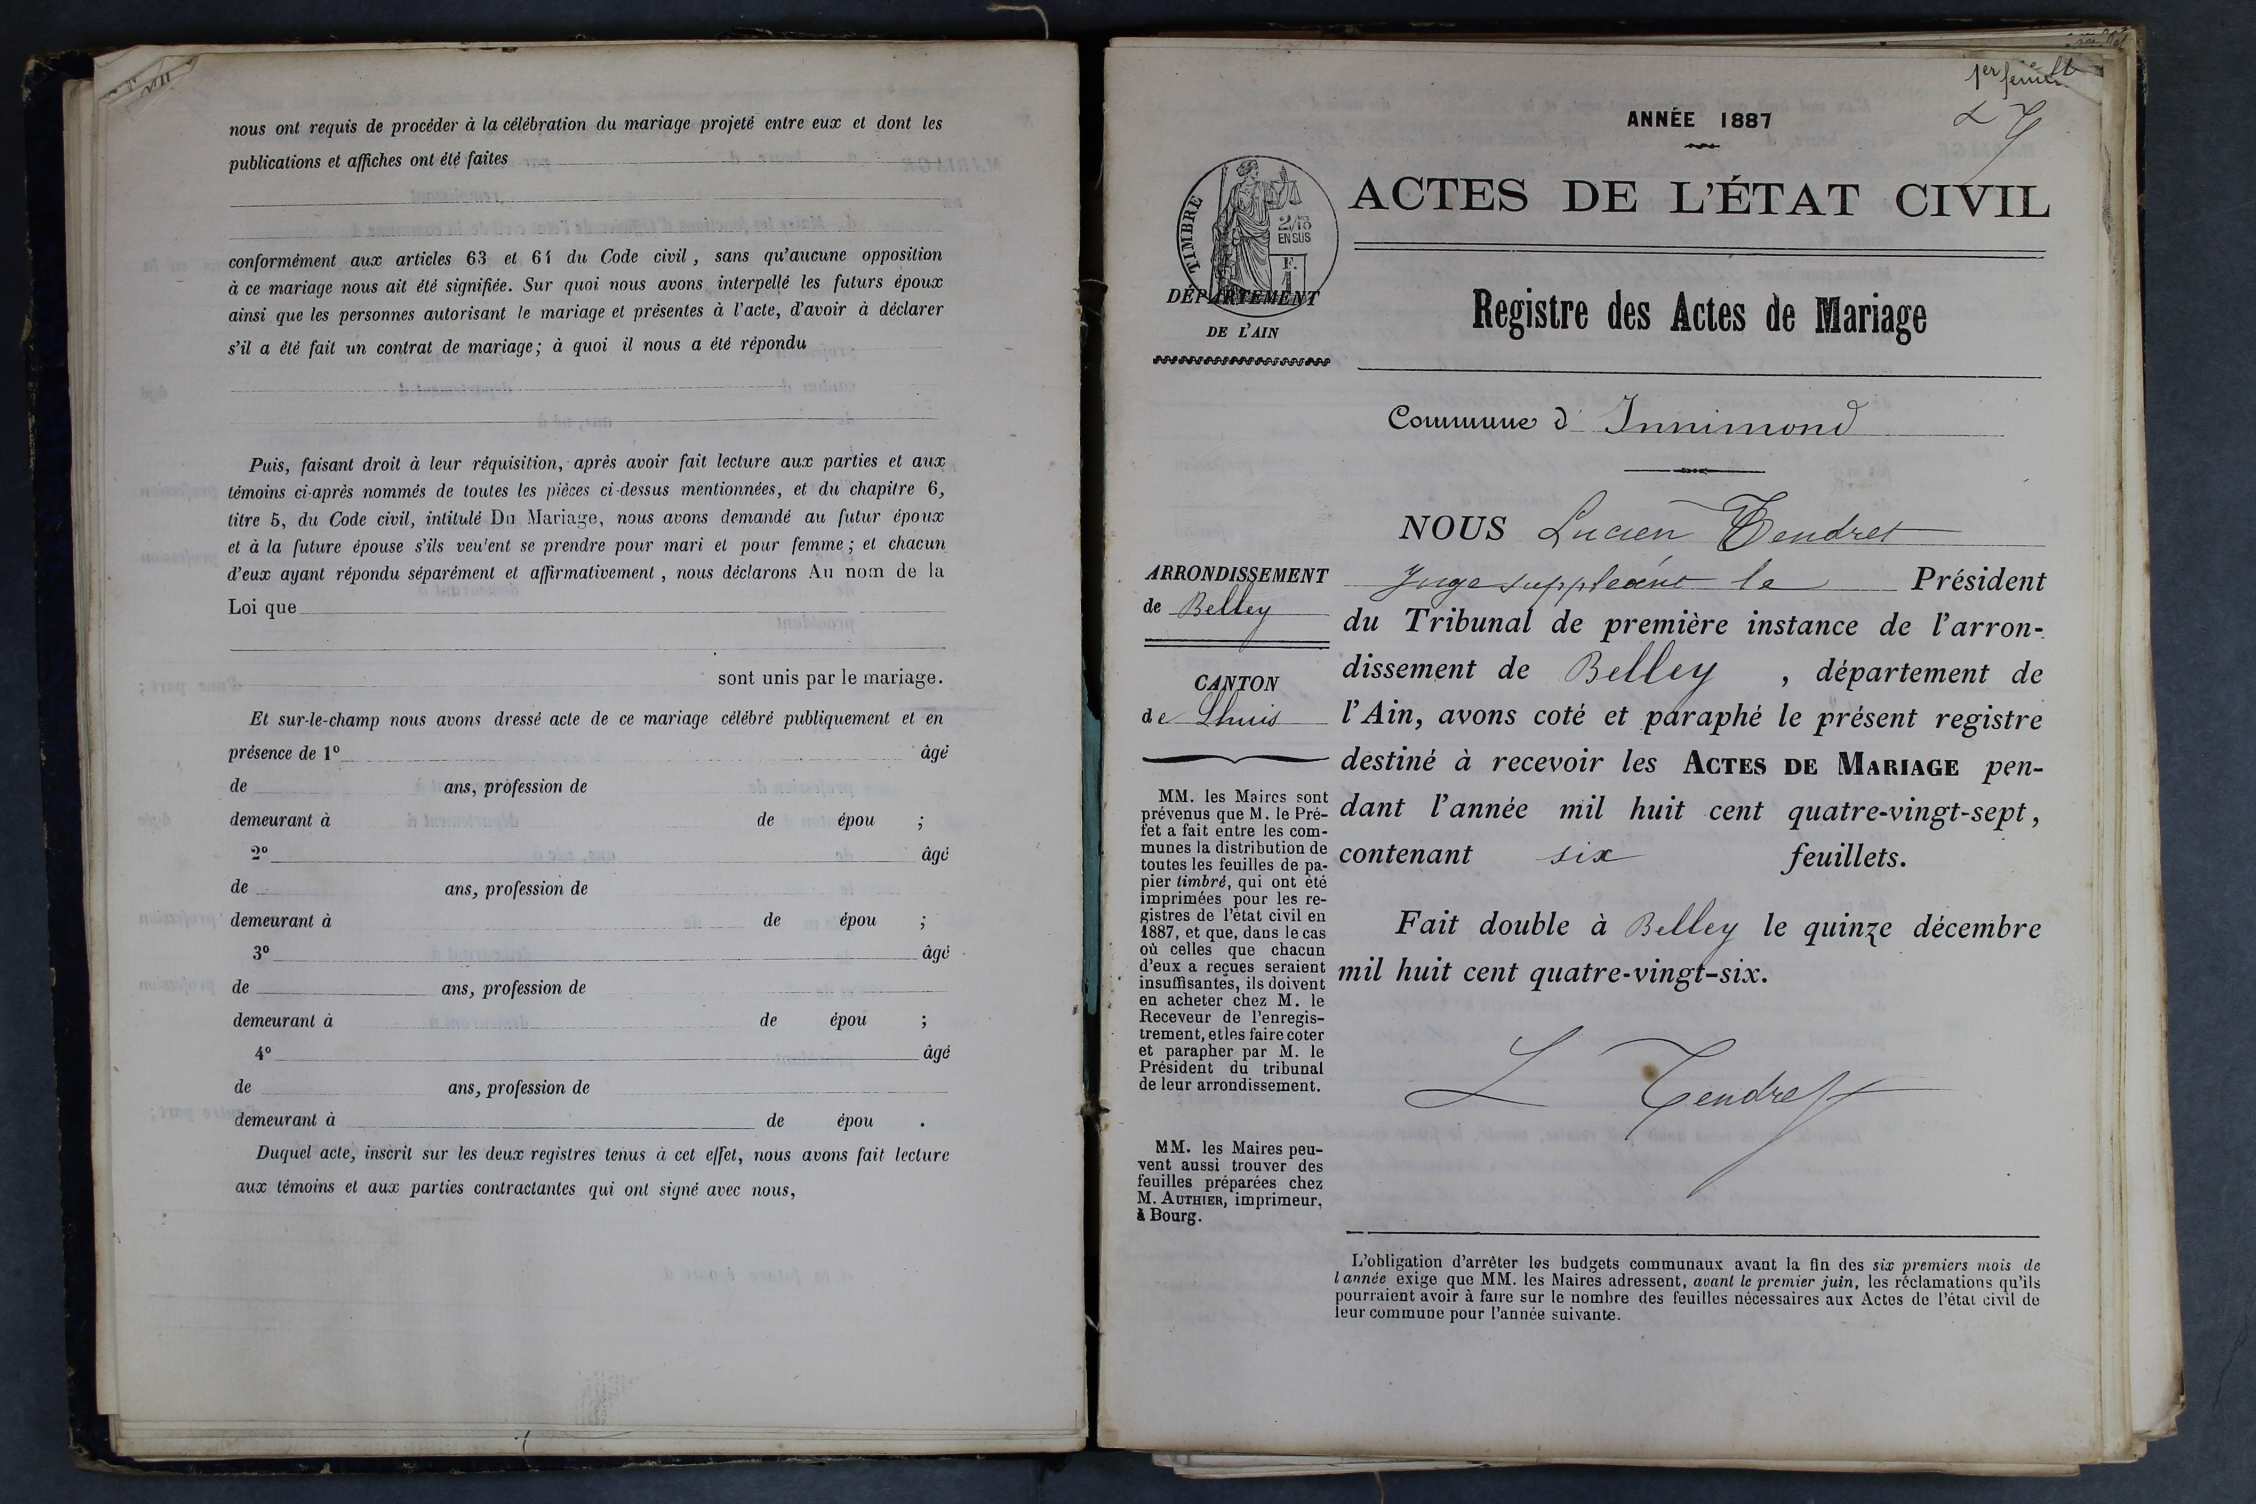 nous ont requis de procéder à la célébration du mariage projeté entre eux et dont les
publications et affiches ont été faites
conformément aux articles 63 et 64 du Code civil, sans qu'aucune opposition
à ce mariage nous ait été signifiée. Sur quoi nous avons interpellé les futurs époux
ainsi que les personnes autorisant le mariage et présentes à l'acte, d'avoir à déclarer
s'il a été fait un contrat de mariage; à quoi il nous a été répondu
Puis, faisant droit à leur réquisition, après avoir fait lecture aux parties et aux
témoins ci-après nommés de toutes les pièces ci-dessus mentionnées, et du chapitre 6,
titre 5, du Code civil, intitulé Du Mariage, nous avons demandé au futur époux
et à la future épouse s'ils veulent se prendre pour mari et pour femme; et chacun
d'eux ayant répondu séparément et affirmativement, nous déclarons Au nom de la
Loi que
sont unis par le mariage.
Et sur-le-champ nous avons dressé acte de ce mariage célébré publiquement et en
présence de 1º âgé
de ans, profession de
demeurant à de épou ;
2º âgé
de ans, profession de
demeurant à de épou ;
3º âgé
de ans, profession de
demeurant à de épou ;
4º âgé
de ans, profession de
demeurant à de épou .
Duquel acte, inscrit sur les deux registres tenus à cet effet, nous avons fait lecture
aux témoins et aux parties contractantes qui ont signé avec nous,
1er feuillet
LT
ANNÉE 1887
ACTES DE L'ÉTAT CIVIL
TIMBRE
2/10
EN SUS
F.
1
DÉPARTEMENT
DE L'AIN
Registre des Actes de Mariage
Commune d'Innimond
NOUS Lucien Tendret
Juge suppléant le Président
du Tribunal de première instance de l'arron-
dissement de Belley, département de
l'Ain, avons coté et paraphé le présent registre
destiné à recevoir les ACTES DE MARIAGE pen-
dant l'année mil huit cent quatre-vingt-sept,
contenant six feuillets.
Fait double à Belley le quinze décembre
mil huit cent quatre-vingt-six.
L Tendret
ARRONDISSEMENT
de Belley
CANTON
de Lhuis
MM. les Maires sont
prévenus que M. le Pré-
fet a fait entre les com-
munes la distribution de
toutes les feuilles de pa-
pier timbré, qui ont été
imprimées pour les re-
gistres de l'état civil en
1887, et que, dans le cas
où celles que chacun
d'eux a reçues seraient
insuffisantes, ils doivent
en acheter chez M. le
Receveur de l'enregis-
trement, et les faire coter
et parapher par M. le
Président du tribunal
de leur arrondissement.
MM. les Maires peu-
vent aussi trouver des
feuilles préparées chez
M. AUTHIER, imprimeur,
à Bourg.
L'obligation d'arrêter les budgets communaux avant la fin des six premiers mois de
l'année exige que MM. les Maires adressent, avant le premier juin, les réclamations qu'ils
pourraient avoir à faire sur le nombre des feuilles nécessaires aux Actes de l'état civil de
leur commune pour l'année suivante.